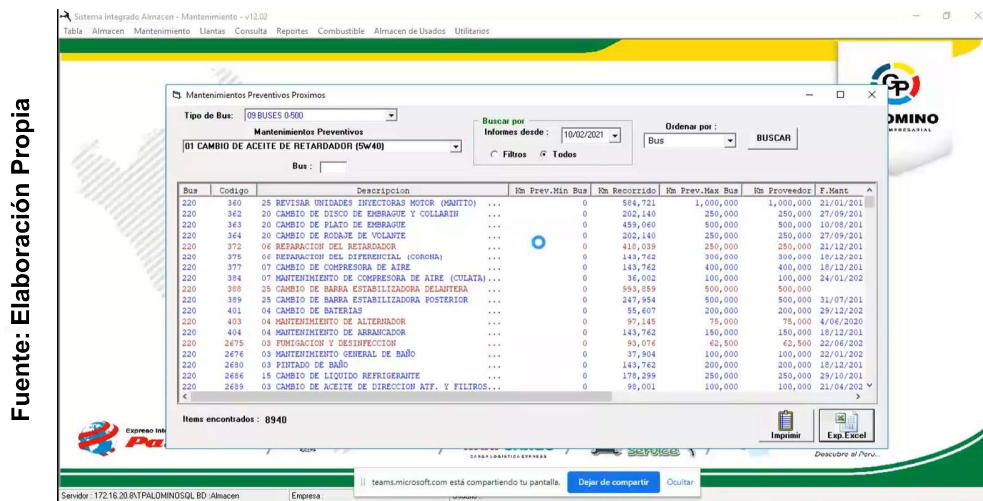 Fuente: Elaboración Propia
Sistema Integrado Almacen - Mantenimiento - v12.02
Tabla Almacen Mantenimiento Llantas Consulta Reportes Combustible Almacen de Usados Utilitarios
GP
OMINO
MPRESARIAL
Mantenimientos Preventivos Proximos
Tipo de Bus: 09 BUSES 0-500
Mantenimientos Preventivos
01 CAMBIO DE ACEITE DE RETARDADOR (5W40)
Bus :
Buscar por
Informes desde : 10/02/2021
Filtros Todos
Ordenar por :
Bus
BUSCAR
Bus Codigo Descripcion Km Prev.Min Bus Km Recorrido Km Prev.Max Bus Km Proveedor F.Mant
220 360 25 REVISAR UNIDADES INYECTORAS MOTOR (MANTTO) ... 0 584,721 1,000,000 1,000,000 21/01/201
220 362 20 CAMBIO DE DISCO DE EMBRAGUE Y COLLARIN ... 0 202,140 250,000 250,000 27/09/201
220 363 20 CAMBIO DE PLATO DE EMBRAGUE ... 0 459,060 500,000 500,000 10/08/201
220 364 20 CAMBIO DE RODAJE DE VOLANTE ... 0 202,140 250,000 250,000 27/09/201
220 372 06 REPARACION DEL RETARDADOR ... 0 418,039 250,000 250,000 21/12/201
220 375 06 REPARACION DEL DIFERENCIAL (CORONA) ... 0 143,762 300,000 300,000 18/12/201
220 377 07 CAMBIO DE COMPRESORA DE AIRE ... 0 143,762 400,000 400,000 18/12/201
220 384 07 MANTENIMIENTO DE COMPRESORA DE AIRE (CULATA)... 0 36,002 100,000 100,000 24/01/202
220 388 25 CAMBIO DE BARRA ESTABILIZADORA DELANTERA ... 0 993,859 500,000 500,000
220 389 25 CAMBIO DE BARRA ESTABILIZADORA POSTERIOR ... 0 247,954 500,000 500,000 31/07/201
220 401 04 CAMBIO DE BATERIAS ... 0 55,607 200,000 200,000 29/12/202
220 403 04 MANTENIMIENTO DE ALTERNADOR ... 0 97,145 75,000 75,000 4/06/2020
220 404 04 MANTENIMIENTO DE ARRANCADOR ... 0 143,762 150,000 150,000 18/12/201
220 2675 03 FUMIGACION Y DESINFECCION ... 0 93,076 62,500 62,500 22/06/202
220 2676 03 MANTENIMIENTO GENERAL DE BAÑO ... 0 37,904 100,000 100,000 22/01/202
220 2680 03 PINTADO DE BAÑO ... 0 143,762 200,000 200,000 18/12/201
220 2686 15 CAMBIO DE LIQUIDO REFRIGERANTE ... 0 178,299 250,000 250,000 29/10/201
220 2689 03 CAMBIO DE ACEITE DE DIRECCION ATF. Y FILTROS... 0 98,001 100,000 100,000 21/04/202
Items encontrados : 8940
Imprimir Exp.Excel
Expreso Int
Pa
CARGA LOGISTICA EXPRESS
Service
Descubre el Perú...
teams.microsoft.com está compartiendo tu pantalla. Dejar de compartir Ocultar
Servidor : 172.16.20.8\TPALOMINOSQL BD :Almacen Empresa :